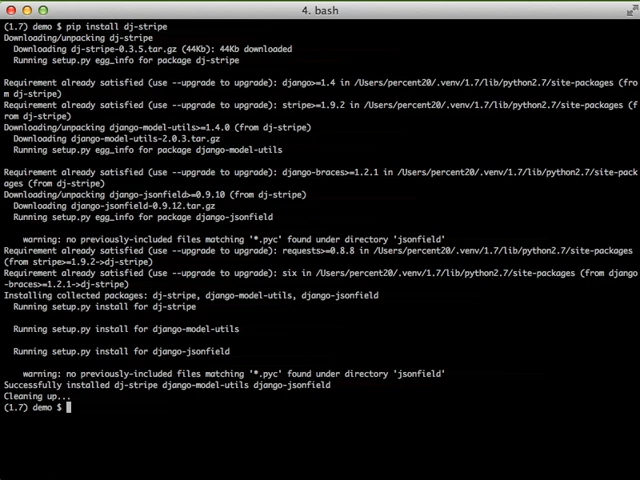 4. bash
(1.7) demo $ pip install dj-stripe
Downloading/unpacking dj-stripe
Downloading dj-stripe-0.3.5.tar.gz (44Kb): 44Kb downloaded
Running setup.py egg_info for package dj-stripe
Requirement already satisfied (use --upgrade to upgrade): django>=1.4 in /Users/percent20/.venv/1.7/lib/python2.7/site-packages (fro
m dj-stripe)
Requirement already satisfied (use --upgrade to upgrade): stripe>=1.9.2 in /Users/percent20/.venv/1.7/lib/python2.7/site-packages (f
rom dj-stripe)
Downloading/unpacking django-model-utils>=1.4.0 (from dj-stripe)
Downloading django-model-utils-2.0.3.tar.gz
Running setup.py egg_info for package django-model-utils
Requirement already satisfied (use --upgrade to upgrade): django-braces>=1.2.1 in /Users/percent20/.venv/1.7/lib/python2.7/site-pack
ages (from dj-stripe)
Downloading/unpacking django-jsonfield>=0.9.10 (from dj-stripe)
Downloading django-jsonfield-0.9.12.tar.gz
Running setup.py egg_info for package django-jsonfield
warning: no previously-included files matching '*.pyc' found under directory 'jsonfield'
Requirement already satisfied (use --upgrade to upgrade): requests>=0.8.8 in /Users/percent20/.venv/1.7/lib/python2.7/site-packages
(from stripe>=1.9.2->dj-stripe)
Requirement already satisfied (use --upgrade to upgrade): six in /Users/percent20/.venv/1.7/lib/python2.7/site-packages (from django
-braces>=1.2.1->dj-stripe)
Installing collected packages: dj-stripe, django-model-utils, django-jsonfield
Running setup.py install for dj-stripe
Running setup.py install for django-model-utils
Running setup.py install for django-jsonfield
warning: no previously-included files matching '*.pyc' found under directory 'jsonfield'
Successfully installed dj-stripe django-model-utils django-jsonfield
Cleaning up...
(1.7) demo $